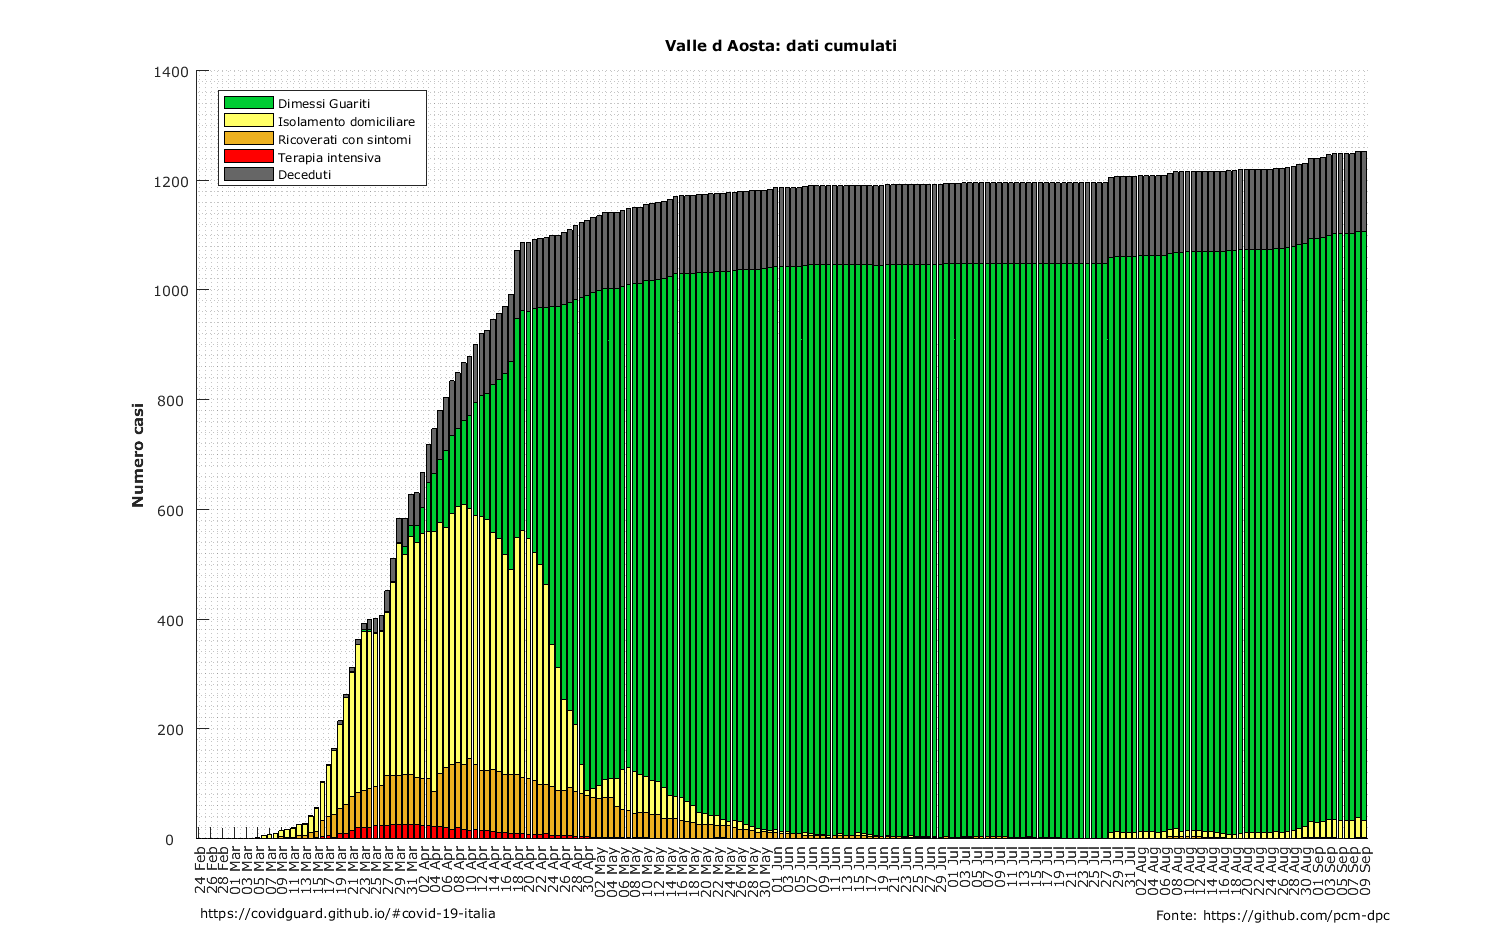 Valle d Aosta: dati cumulati
1400
1200
1000
800
600
400
200
0
Numero casi
Dimessi Guariti
Isolamento domiciliare
Ricoverati con sintomi
Terapia intensiva
Deceduti
24 Feb
26 Feb
28 Feb
01 Mar
03 Mar
05 Mar
07 Mar
09 Mar
11 Mar
13 Mar
15 Mar
17 Mar
19 Mar
21 Mar
23 Mar
25 Mar
27 Mar
29 Mar
31 Mar
02 Apr
04 Apr
06 Apr
08 Apr
10 Apr
12 Apr
14 Apr
16 Apr
18 Apr
20 Apr
22 Apr
24 Apr
26 Apr
28 Apr
30 Apr
02 May
04 May
06 May
08 May
10 May
12 May
14 May
16 May
18 May
20 May
22 May
24 May
26 May
28 May
30 May
01 Jun
03 Jun
05 Jun
07 Jun
09 Jun
11 Jun
13 Jun
15 Jun
17 Jun
19 Jun
21 Jun
23 Jun
25 Jun
27 Jun
29 Jun
01 Jul
03 Jul
05 Jul
07 Jul
09 Jul
11 Jul
13 Jul
15 Jul
17 Jul
19 Jul
21 Jul
23 Jul
25 Jul
27 Jul
29 Jul
31 Jul
02 Aug
04 Aug
06 Aug
08 Aug
10 Aug
12 Aug
14 Aug
16 Aug
18 Aug
20 Aug
22 Aug
24 Aug
26 Aug
28 Aug
30 Aug
01 Sep
03 Sep
05 Sep
07 Sep
09 Sep
https://covidguard.github.io/#covid-19-italia
Fonte: https://github.com/pcm-dpc